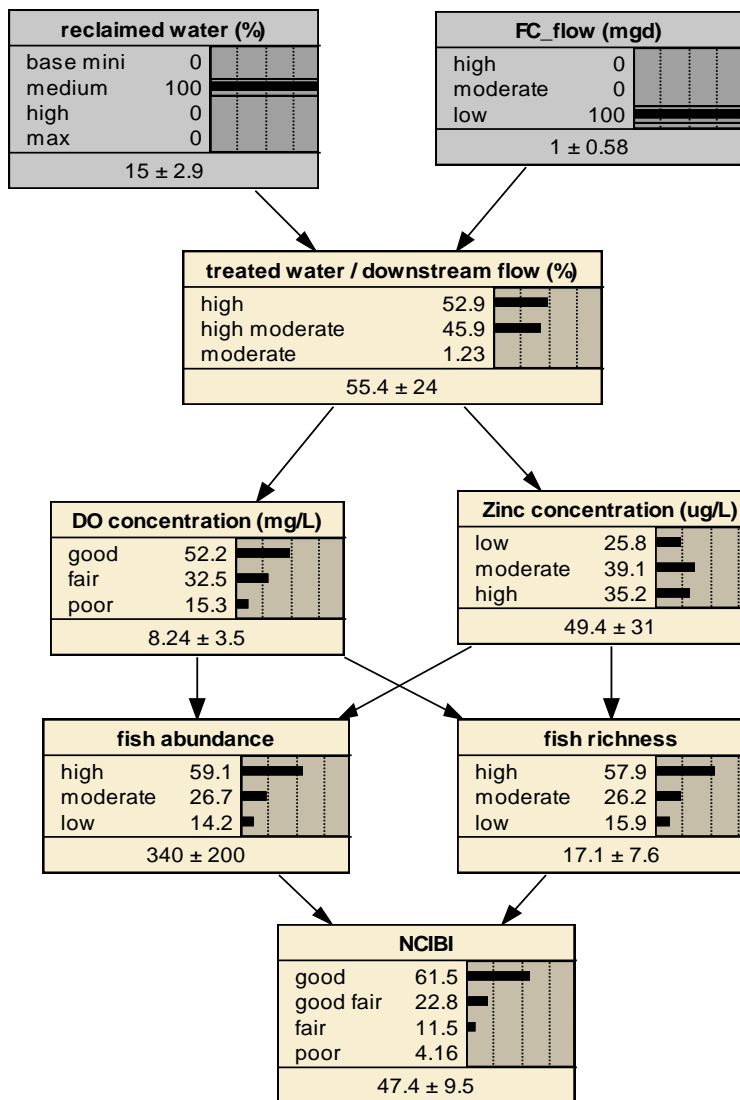 reclaimed water (%)
base mini 0
medium 100
high 0
max 0
15 ± 2.9
FC_flow (mgd)
high 0
moderate 0
low 100
1 ± 0.58
treated water / downstream flow (%)
high 52.9
high moderate 45.9
moderate 1.23
55.4 ± 24
DO concentration (mg/L)
good 52.2
fair 32.5
poor 15.3
8.24 ± 3.5
Zinc concentration (ug/L)
low 25.8
moderate 39.1
high 35.2
49.4 ± 31
fish abundance
high 59.1
moderate 26.7
low 14.2
340 ± 200
fish richness
high 57.9
moderate 26.2
low 15.9
17.1 ± 7.6
NCIBI
good 61.5
good fair 22.8
fair 11.5
poor 4.16
47.4 ± 9.5